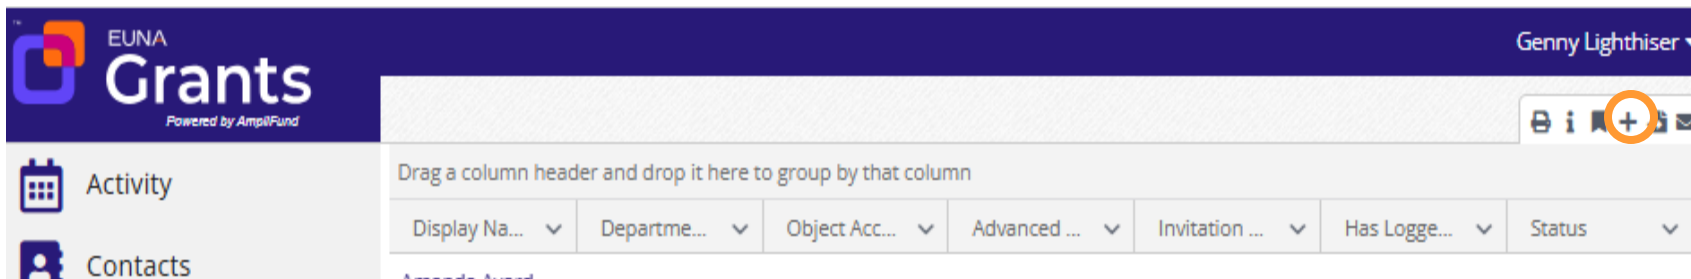 EUNA
Grants
Powered by AmpliFund
Genny Lighthiser
Activity
Contacts
Drag a column header and drop it here to group by that column
Display Na... Departme... Object Acc... Advanced ... Invitation ... Has Logge... Status